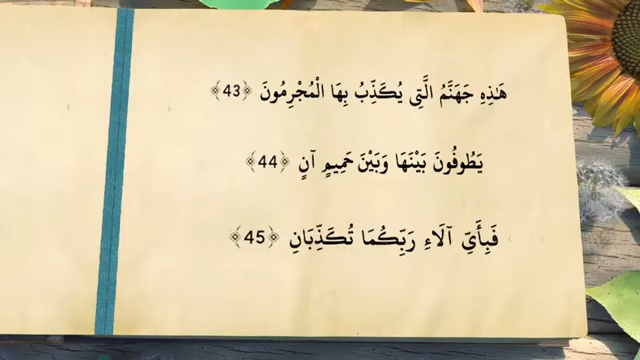 هَٰذِهِ جَهَنَّمُ الَّتِي يُكَذِّبُ بِهَا الْمُجْرِمُونَ ﴿43﴾
يَطُوفُونَ بَيْنَهَا وَبَيْنَ حَمِيمٍ آنٍ ﴿44﴾
فَبِأَيِّ آلَاءِ رَبِّكُمَا تُكَذِّبَانِ ﴿45﴾